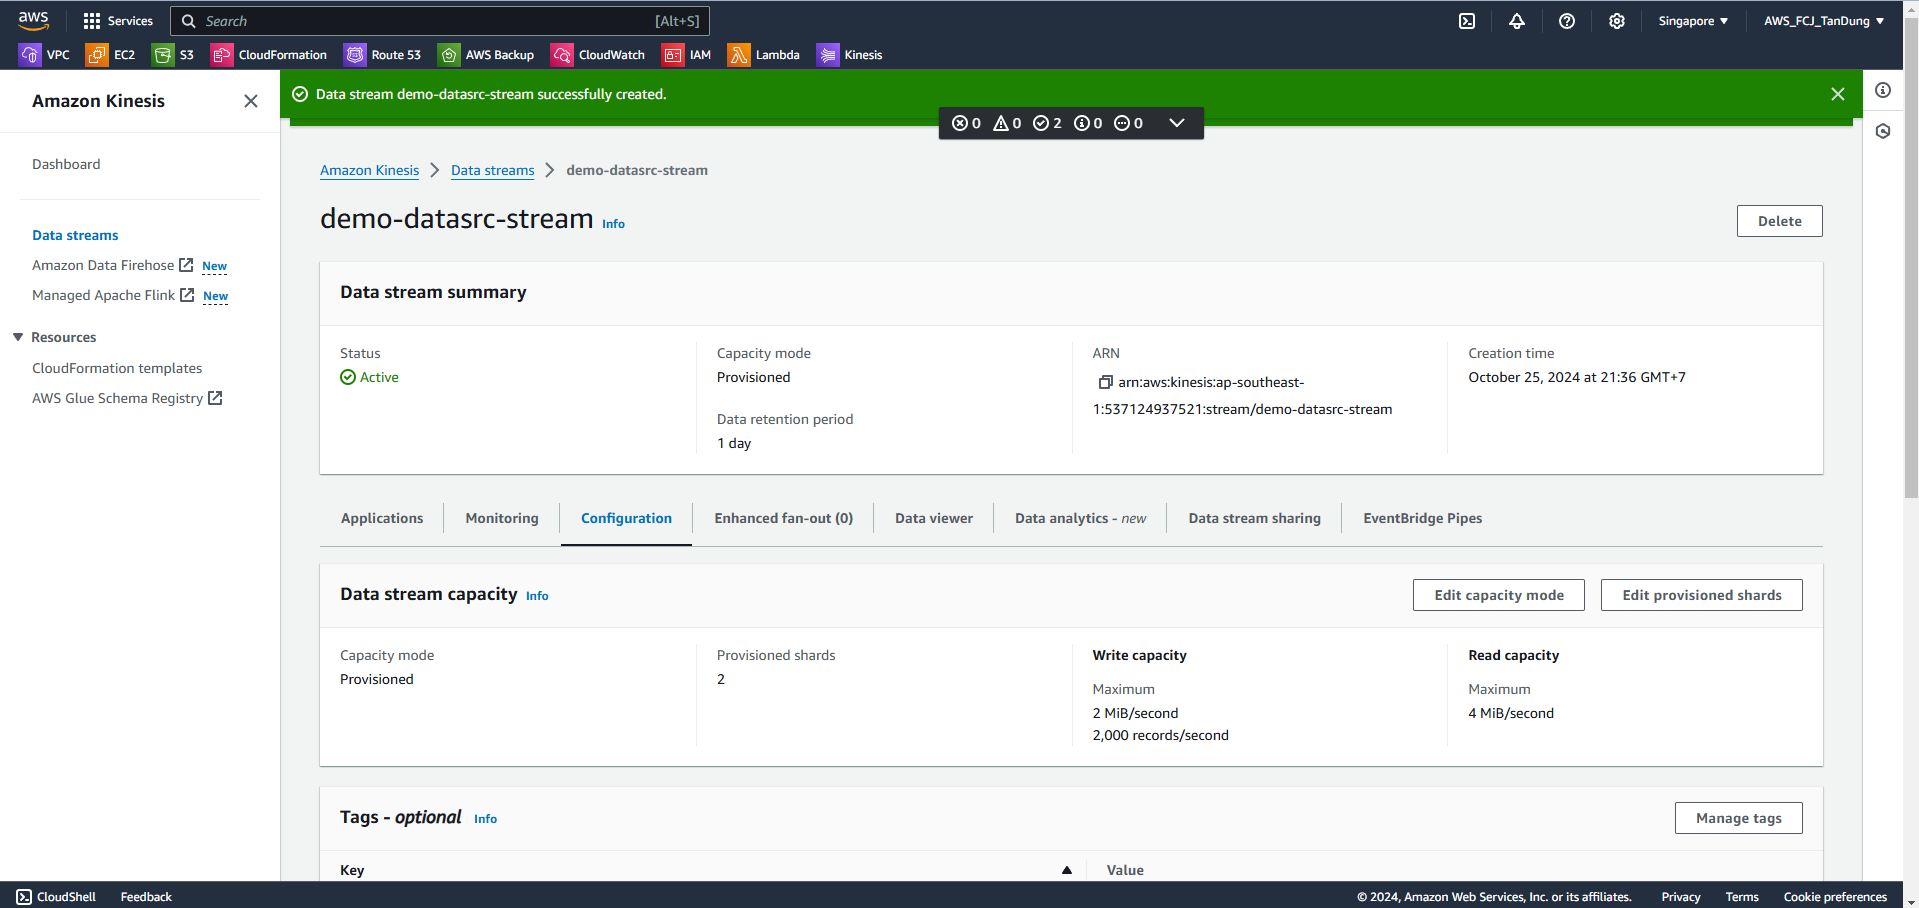 aws
Services
Search
[Alt+S]
Singapore ▼
AWS_FCJ_TanDung ▼
VPC
EC2
S3
CloudFormation
Route 53
AWS Backup
CloudWatch
IAM
Lambda
Kinesis
Amazon Kinesis
Dashboard
Data streams
Amazon Data Firehose New
Managed Apache Flink New
Resources
CloudFormation templates
AWS Glue Schema Registry
Data stream demo-datasrc-stream successfully created.
0 0 2 0 0
Amazon Kinesis > Data streams > demo-datasrc-stream
demo-datasrc-stream Info
Delete
Data stream summary
Status
Active
Capacity mode
Provisioned
Data retention period
1 day
ARN
arn:aws:kinesis:ap-southeast-
1:537124937521:stream/demo-datasrc-stream
Creation time
October 25, 2024 at 21:36 GMT+7
Applications
Monitoring
Configuration
Enhanced fan-out (0)
Data viewer
Data analytics - new
Data stream sharing
EventBridge Pipes
Data stream capacity Info
Edit capacity mode
Edit provisioned shards
Capacity mode
Provisioned
Provisioned shards
2
Write capacity
Maximum
2 MiB/second
2,000 records/second
Read capacity
Maximum
4 MiB/second
Tags - optional Info
Manage tags
Key
Value
CloudShell
Feedback
© 2024, Amazon Web Services, Inc. or its affiliates.
Privacy
Terms
Cookie preferences